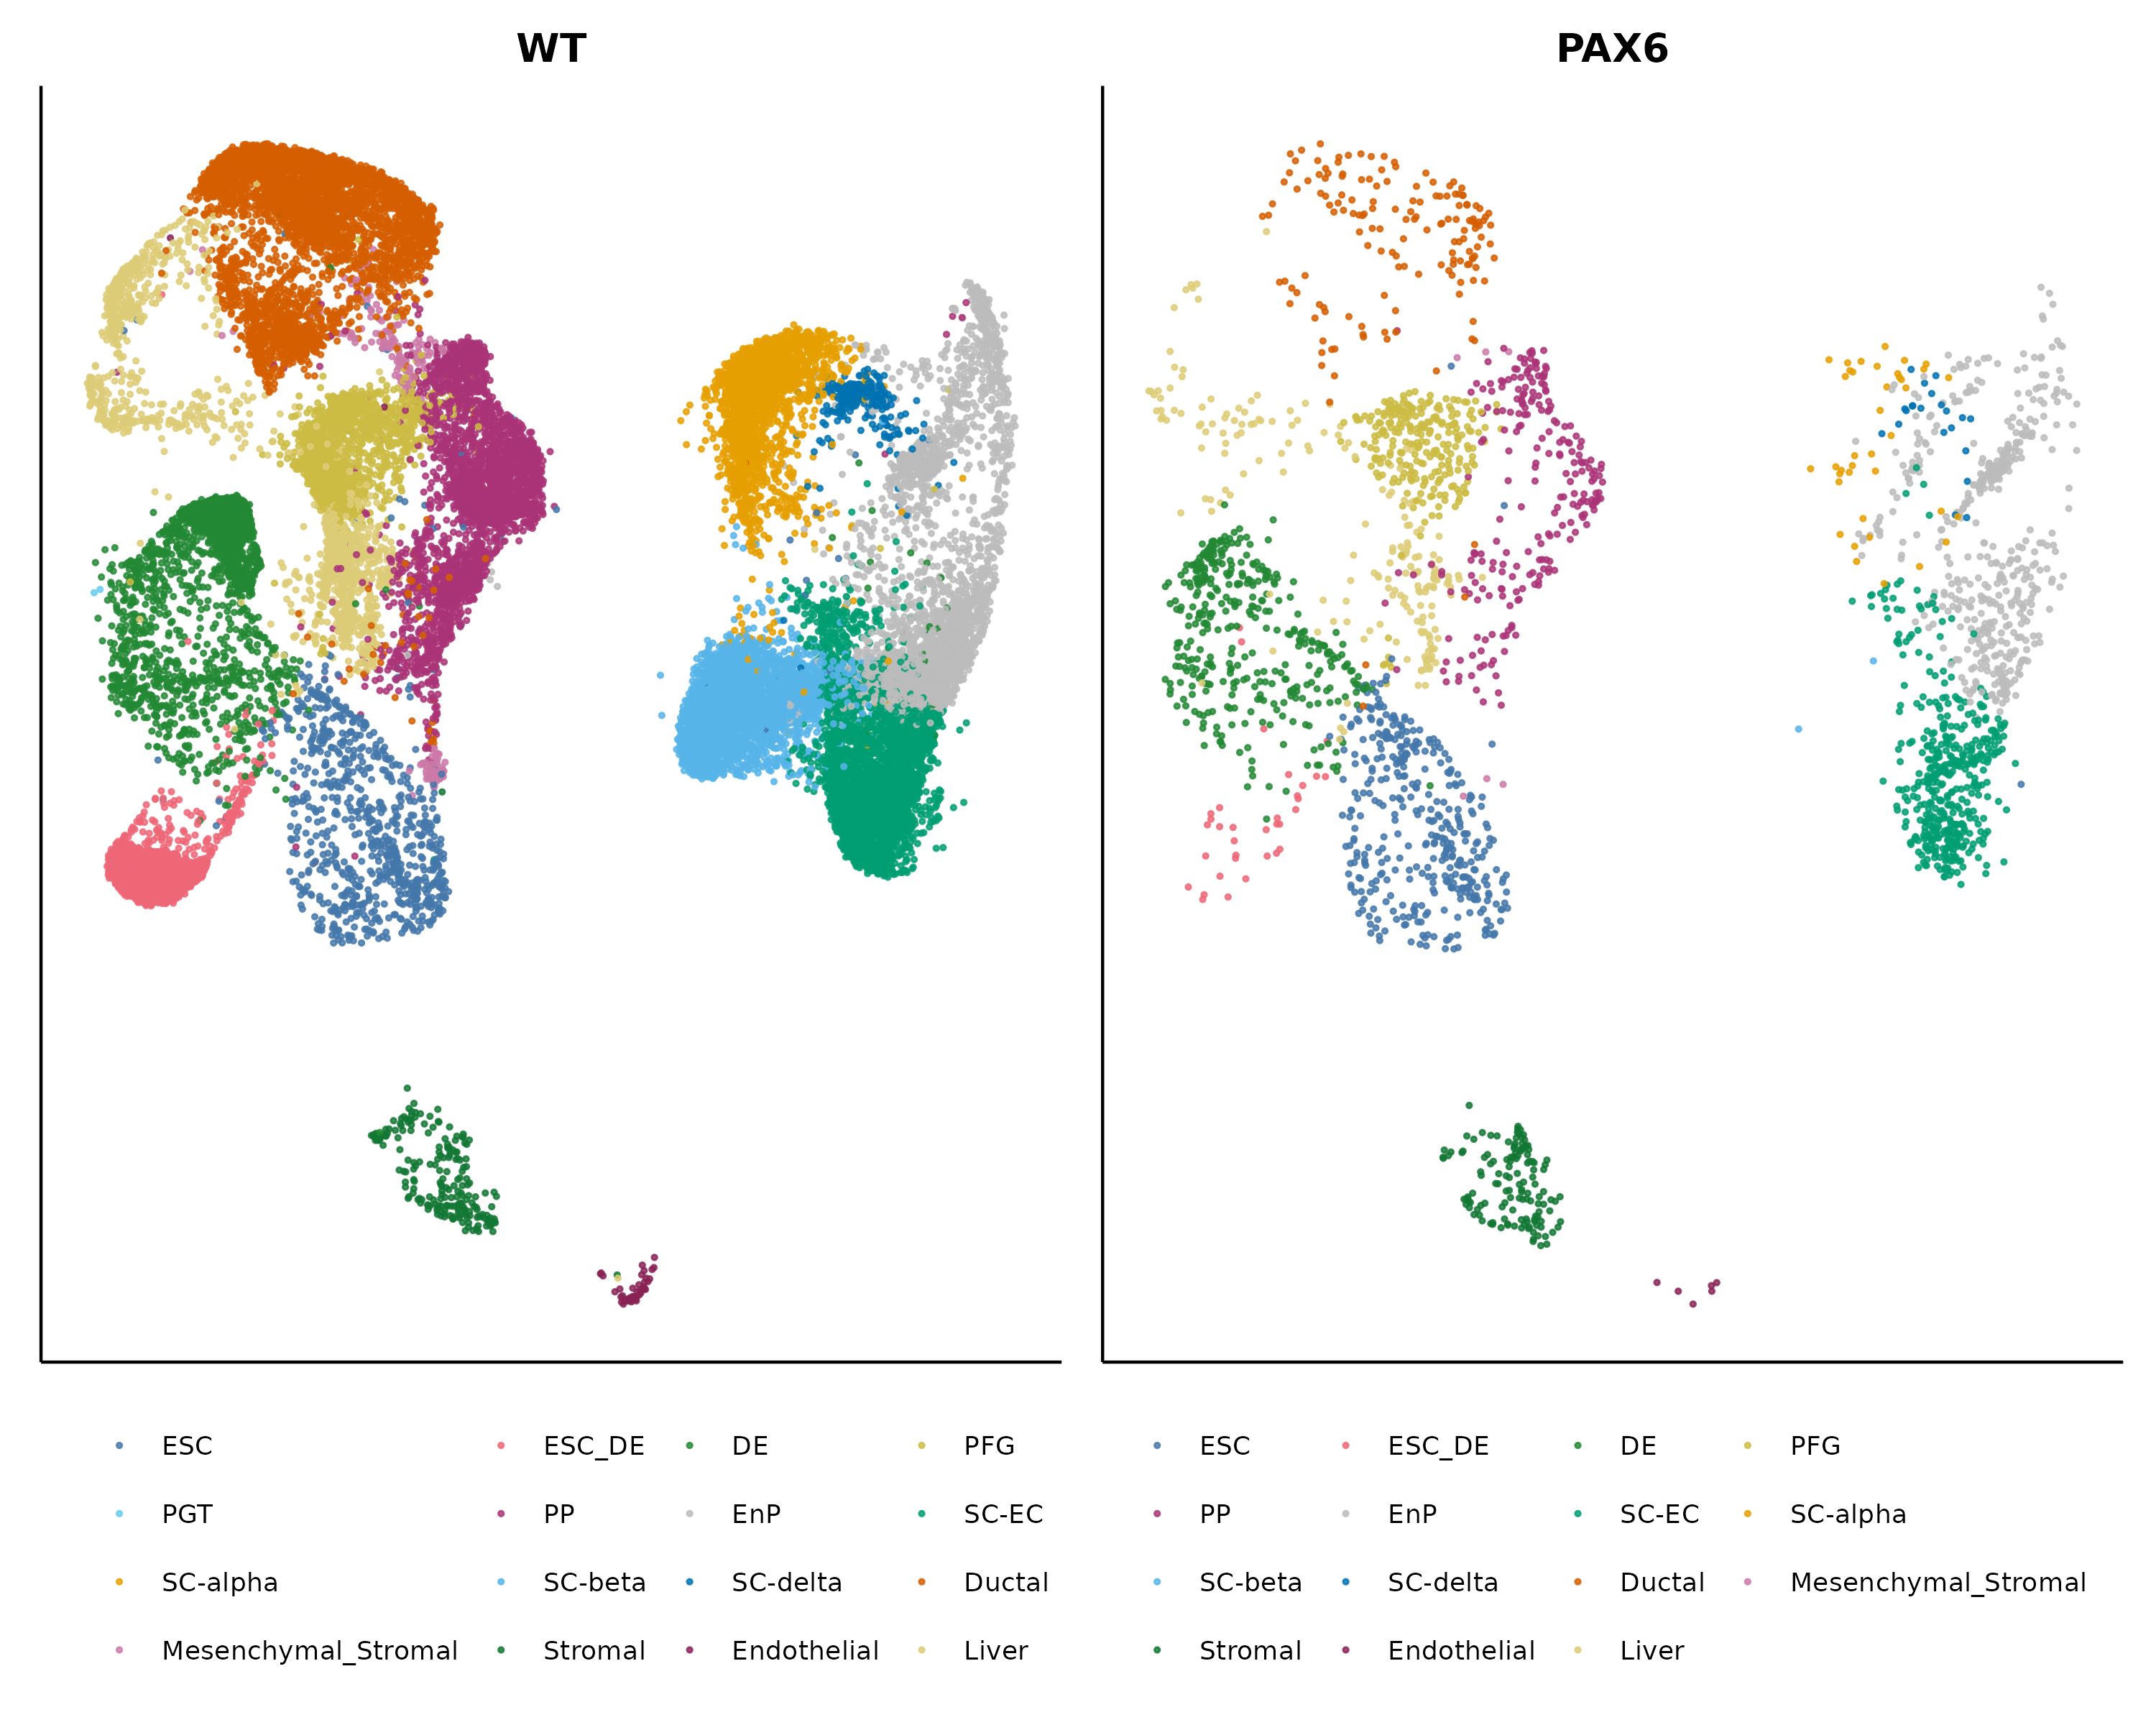 WT
PAX6
ESC ESC_DE DE PFG
PGT PP EnP SC-EC
SC-alpha SC-beta SC-delta Ductal
Mesenchymal_Stromal Stromal Endothelial Liver
ESC ESC_DE DE PFG
PP EnP SC-EC SC-alpha
SC-beta SC-delta Ductal Mesenchymal_Stromal
Stromal Endothelial Liver